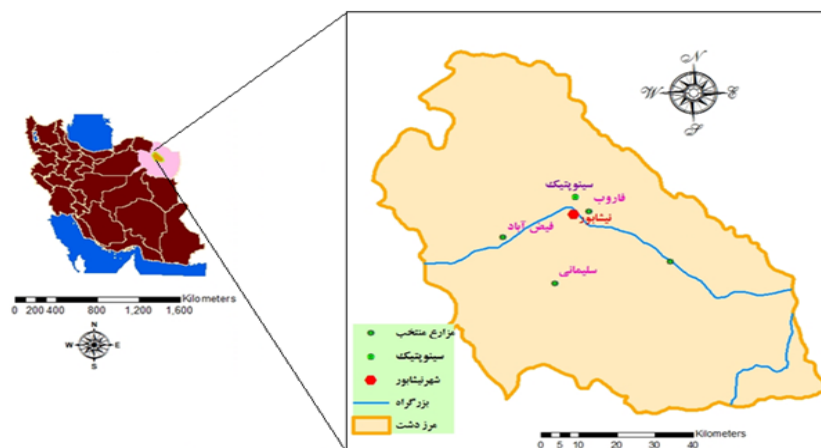 Kilometers
0 200 400 800 1,200 1,600
N
W E
S
N
W E
S
سینوپتیک
فاروب
نیشابور
فیض آباد
سلیمانی
مزارع منتخب
سینوپتیک
شهرنیشابور
بزرگراه
مرز دشت
Kilometers
0 5 10 20 30 40